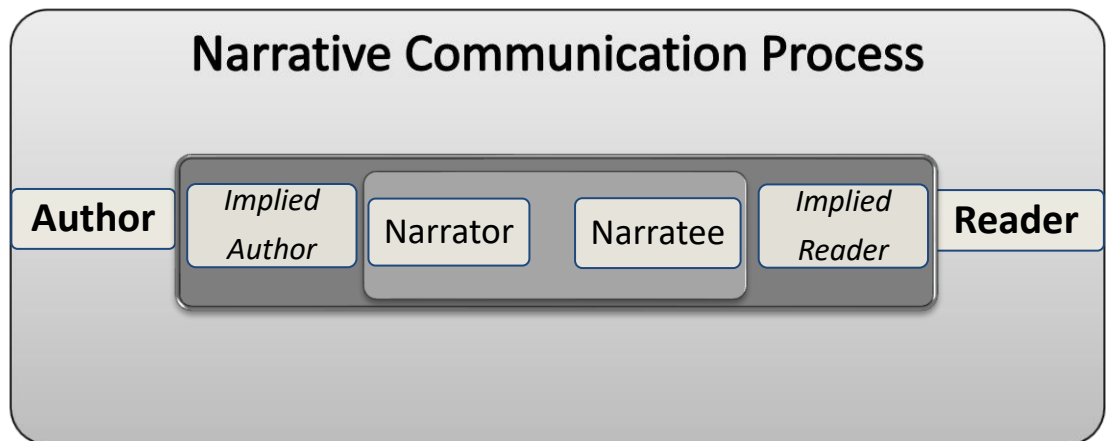 Narrative Communication Process
Author
Implied
Author
Narrator
Narratee
Implied
Reader
Reader